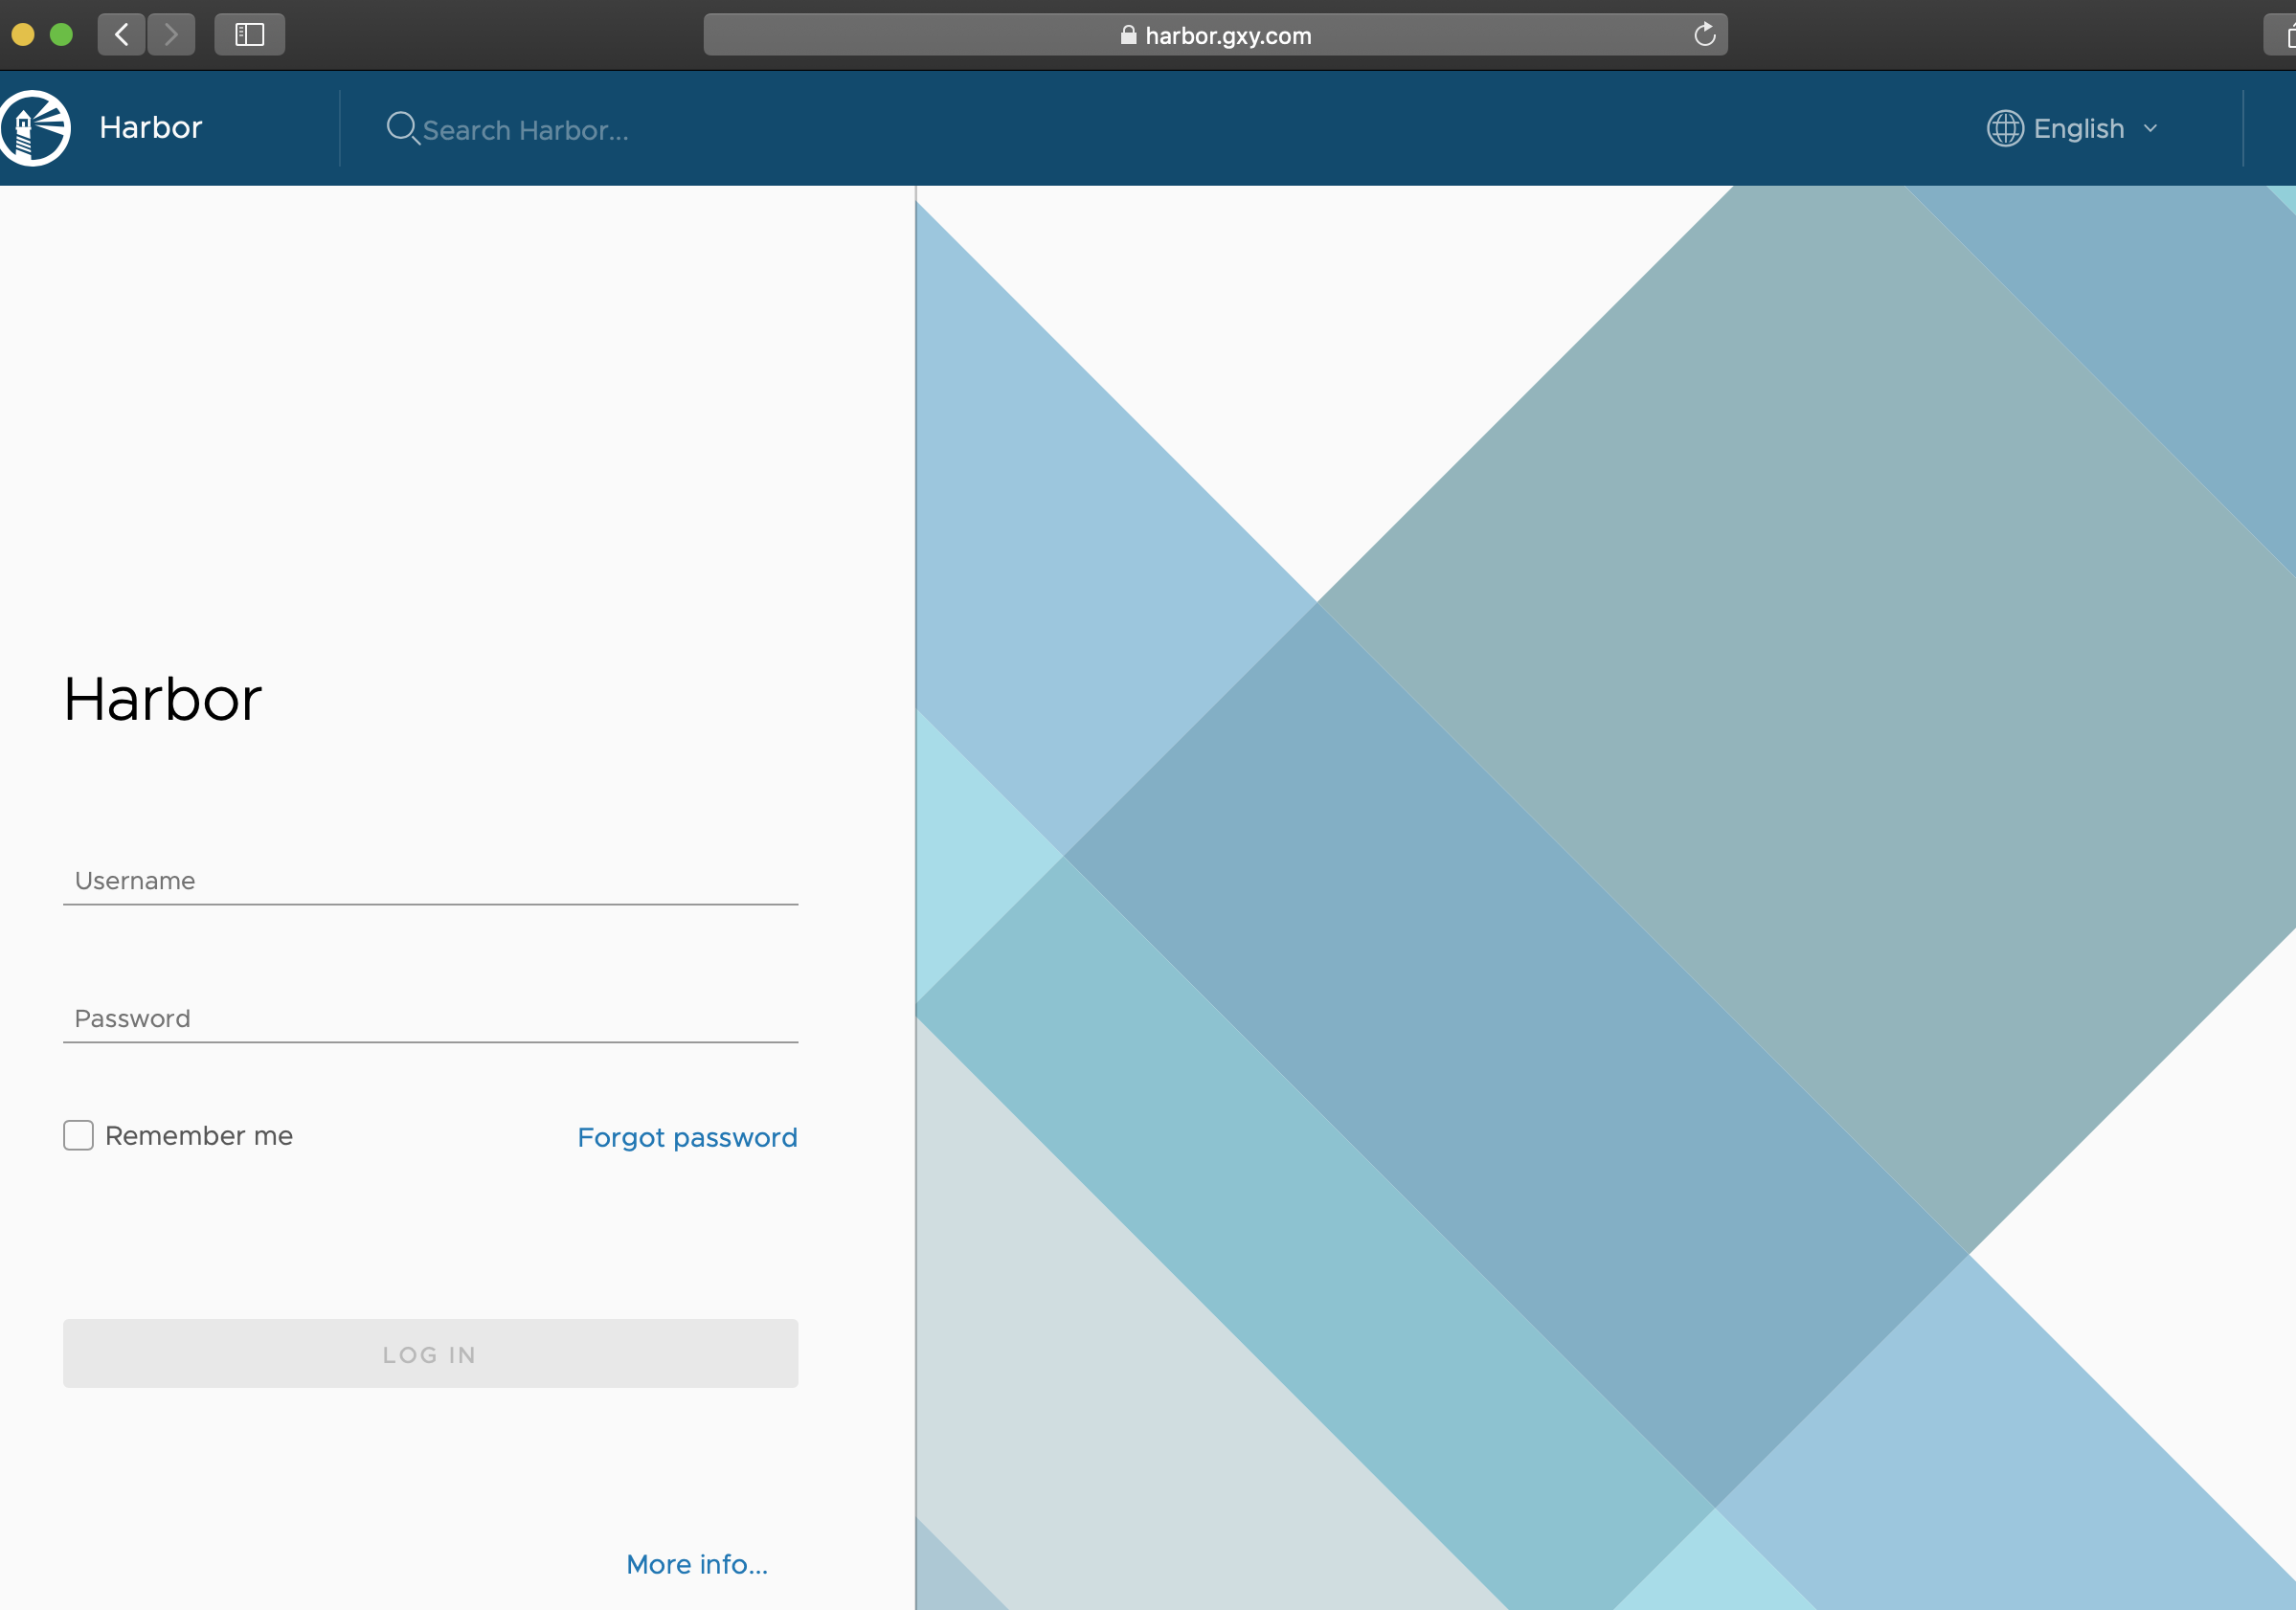 harbor.gxy.com
Harbor
Search Harbor...
English
Harbor
Username
Password
Remember me
Forgot password
LOG IN
More info...